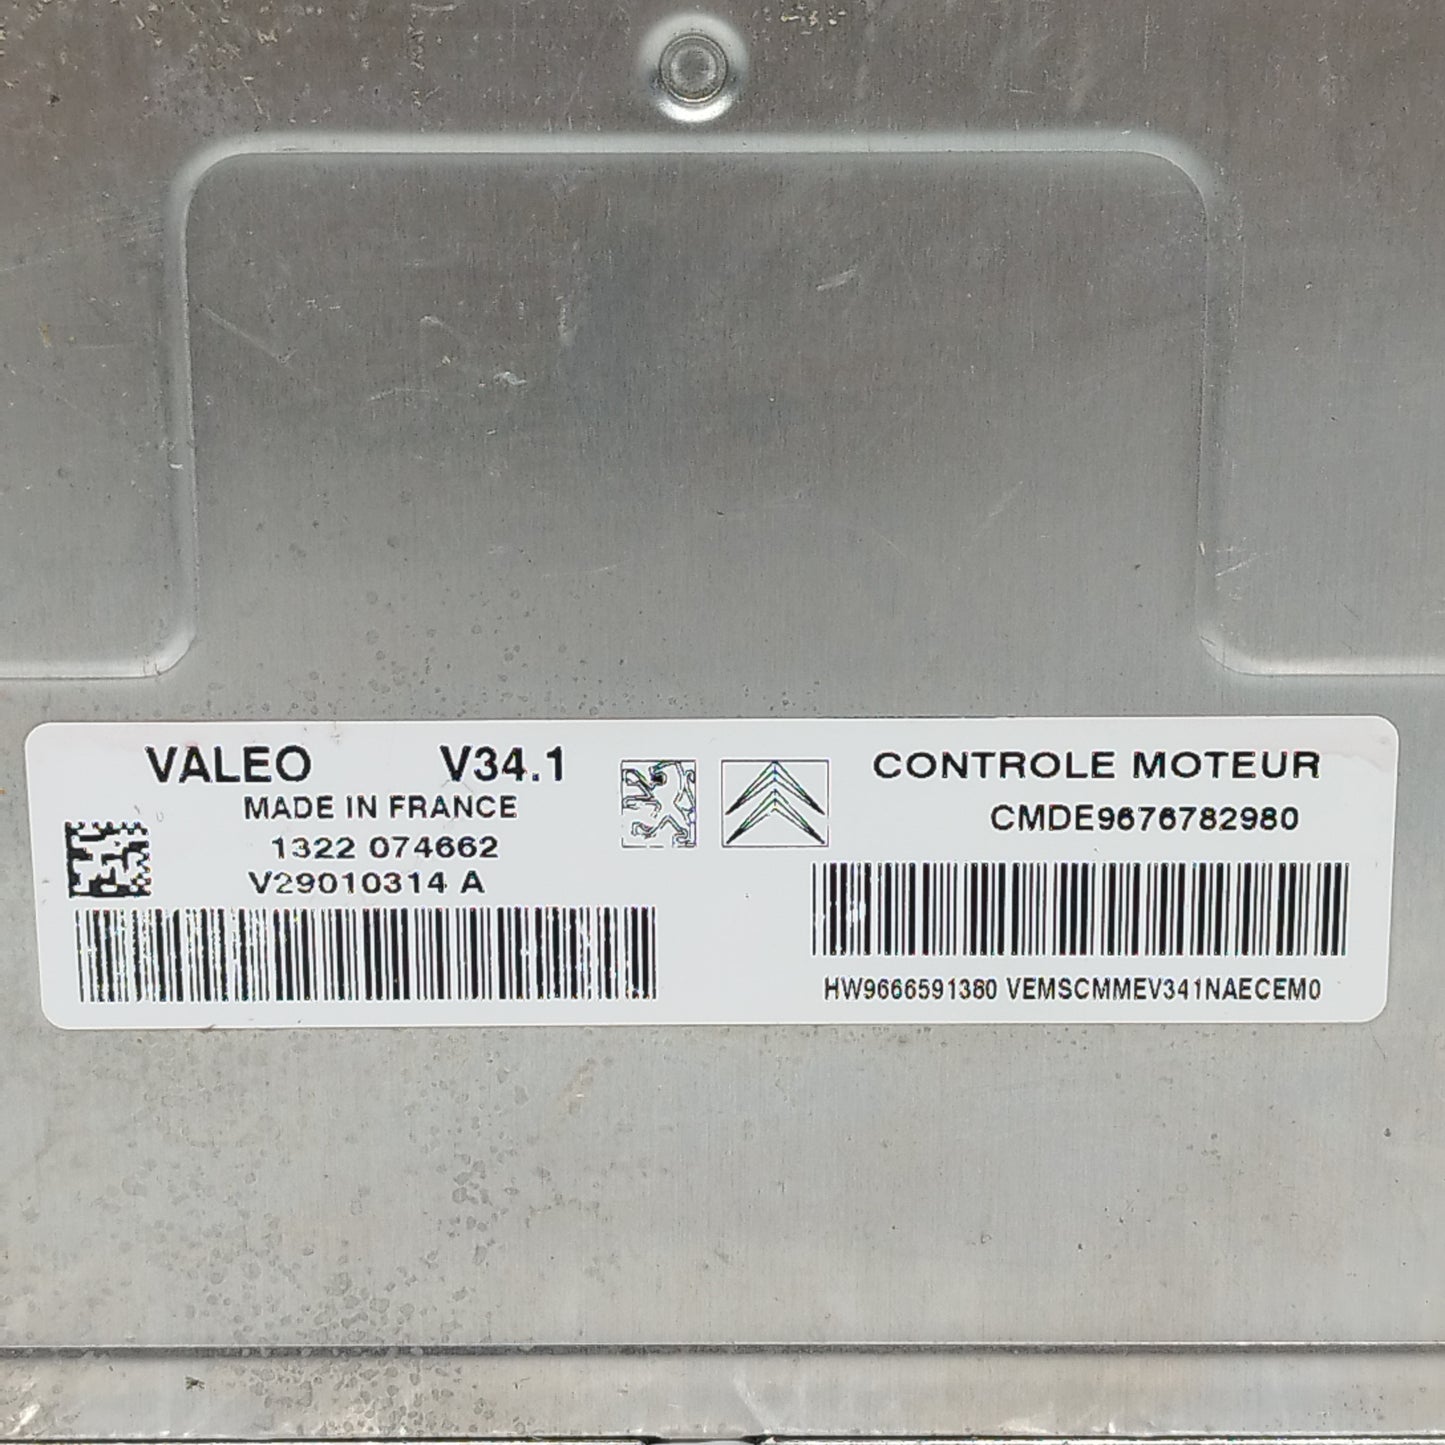 VALEO V34.1
MADE IN FRANCE
1322 074662
V29010314 A
CONTROLE MOTEUR
CMDE9676782980
HW9666591380 VEMSCMMEV341NAECEM0